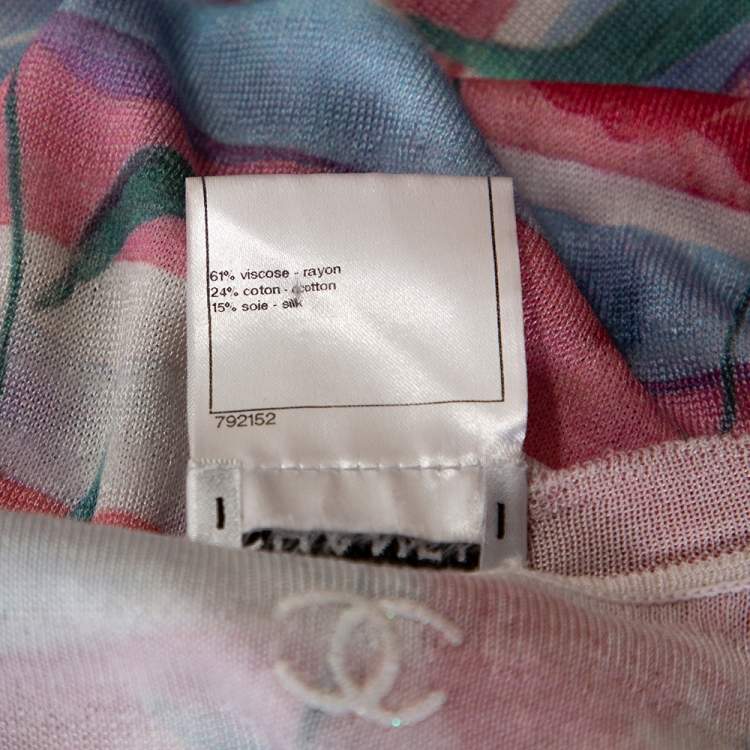 61% viscose - rayon
24% coton - cotton
15% soie - silk
792152